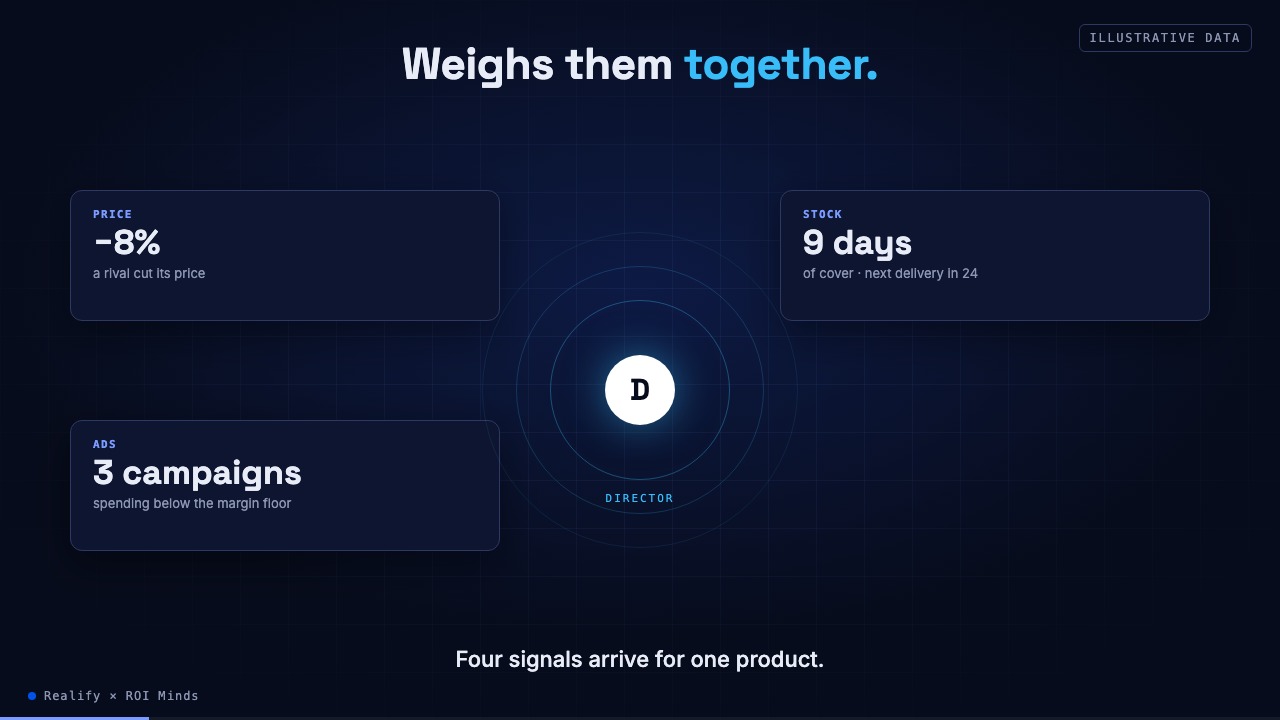 Weighs them together.
ILLUSTRATIVE DATA
PRICE
-8%
a rival cut its price
STOCK
9 days
of cover · next delivery in 24
D
DIRECTOR
ADS
3 campaigns
spending below the margin floor
Four signals arrive for one product.
Realify × ROI Minds